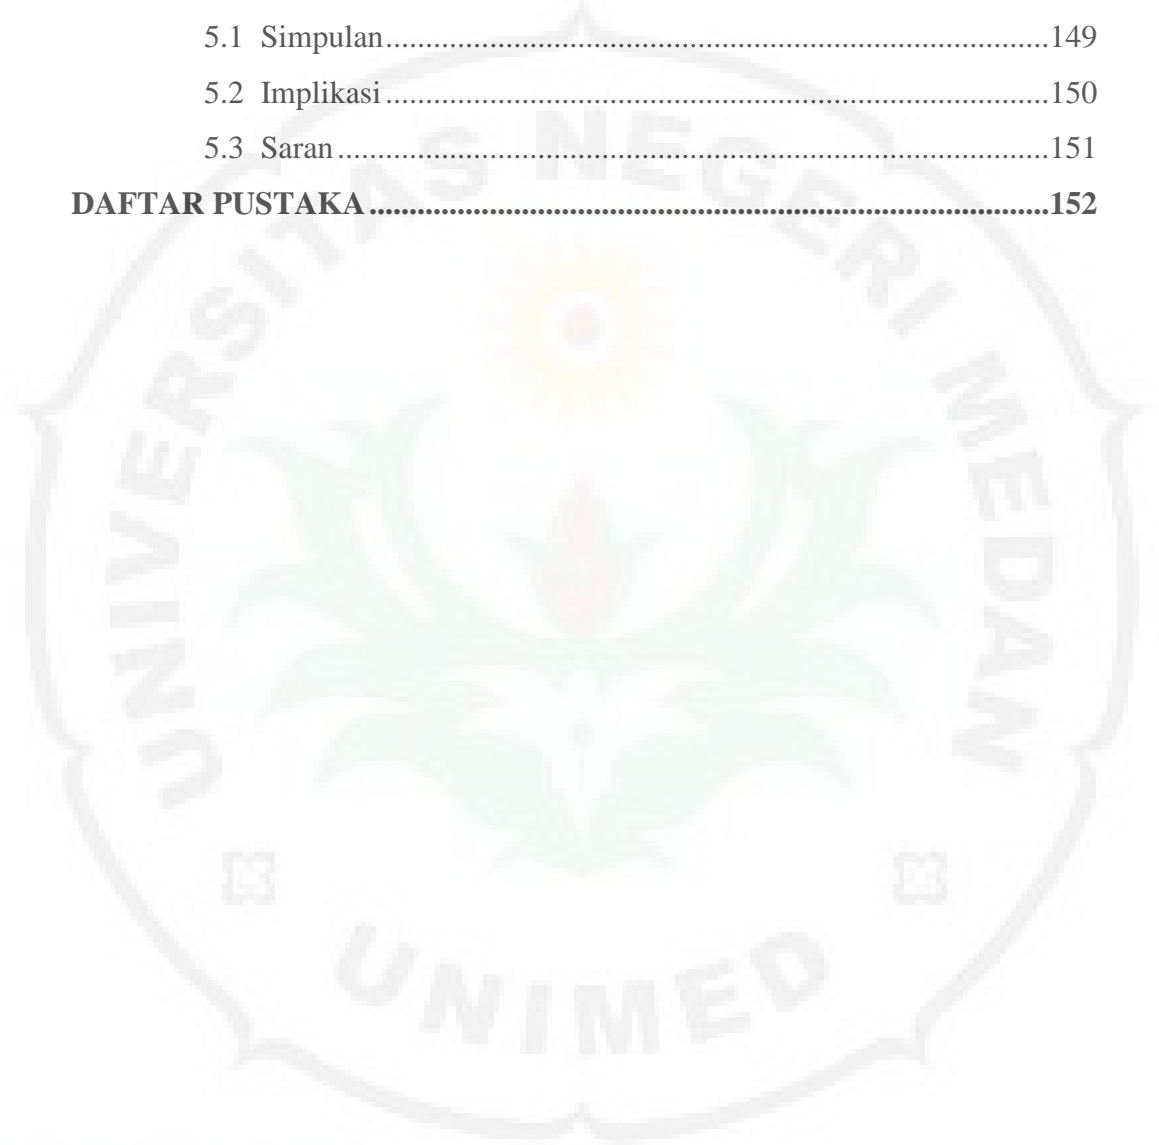 5.1 Simpulan...................................................................................149
5.2 Implikasi...................................................................................150
5.3 Saran.........................................................................................151
DAFTAR PUSTAKA.....................................................................................152
UNIVERSITAS NEGERI MEDAN
UNIMED